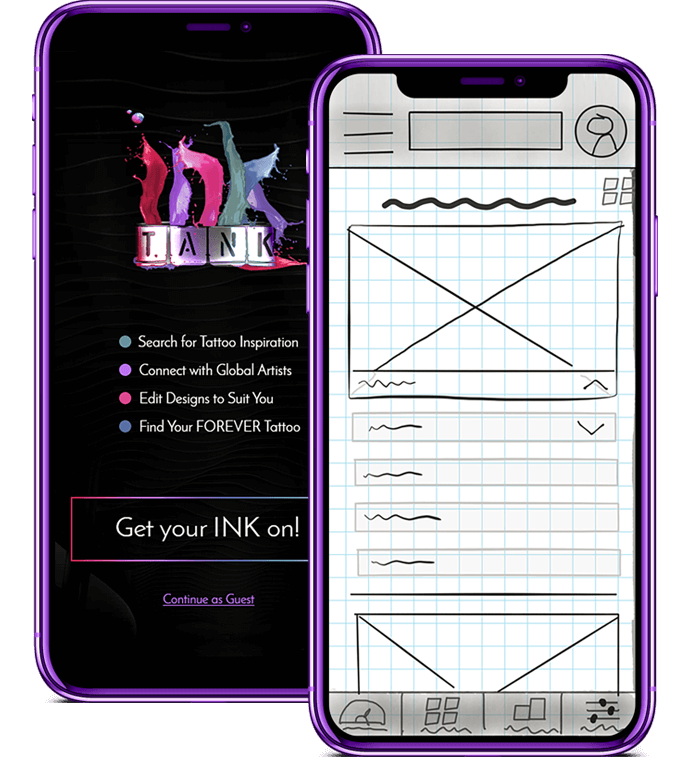 INK
T.ANK
Search for Tattoo Inspiration
Connect with Global Artists
Edit Designs to Suit You
Find Your FOREVER Tattoo
Get your INK on!
Continue as Guest